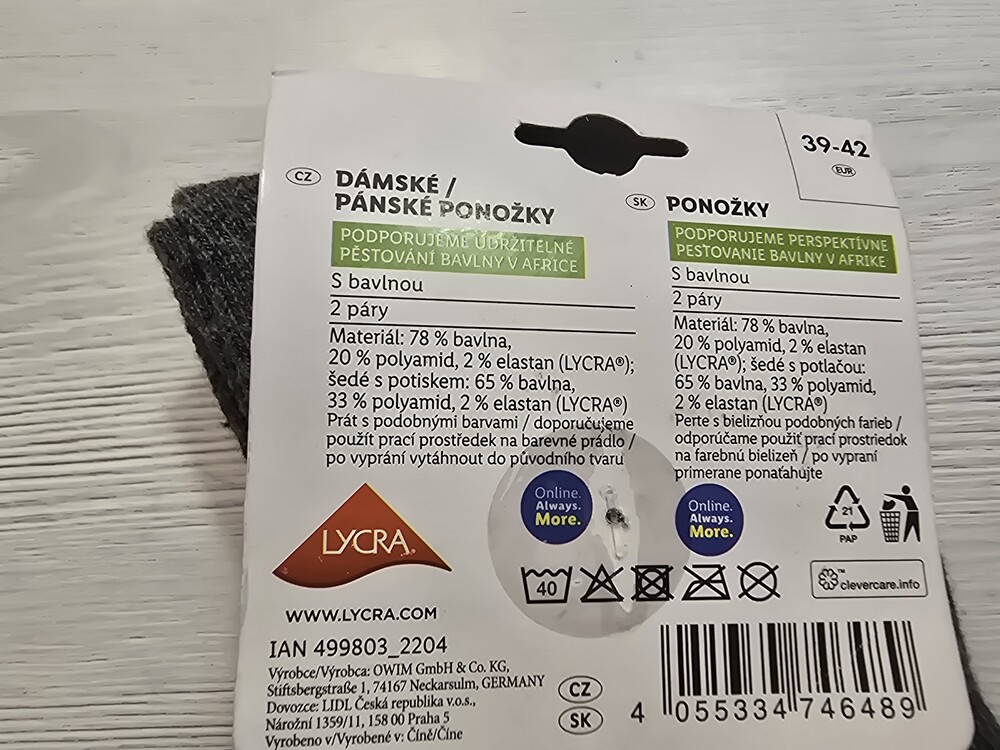 39-42
EUR
CZ
DÁMSKÉ /
PÁNSKÉ PONOŽKY
PODPORUJEME UDRŽITELNÉ
PĚSTOVÁNÍ BAVLNY V AFRICE
S bavlnou
2 páry
Materiál: 78 % bavlna,
20 % polyamid, 2 % elastan (LYCRA®);
šedé s potiskem: 65 % bavlna,
33 % polyamid, 2 % elastan (LYCRA®)
Prát s podobnými barvami / doporučujeme
použít prací prostředek na barevné prádlo /
po vyprání vytáhnout do původního tvaru
SK
PONOŽKY
PODPORUJEME PERSPEKTÍVNE
PESTOVANIE BAVLNY V AFRIKE
S bavlnou
2 páry
Materiál: 78 % bavlna,
20 % polyamid, 2 % elastan
(LYCRA®); šedé s potlačou:
65 % bavlna, 33 % polyamid,
2 % elastan (LYCRA®)
Perte s bielizňou podobných farieb /
odporúčame použiť prací prostriedok
na farebnú bielizeň / po vypraní
primerane ponaťahujte
LYCRA
WWW.LYCRA.COM
Online.
Always.
More.
Online.
Always.
More.
21
PAP
40
clevercare.info
IAN 499803_2204
Výrobce/Výrobca: OWIM GmbH & Co. KG,
Stiftsbergstraße 1, 74167 Neckarsulm, GERMANY
Dovozce: LIDL Česká republika v.o.s.,
Nárožní 1359/11, 158 00 Praha 5
Vyrobeno v/Vyrobené v: Číně/Číne
CZ
SK
4 055334 746489